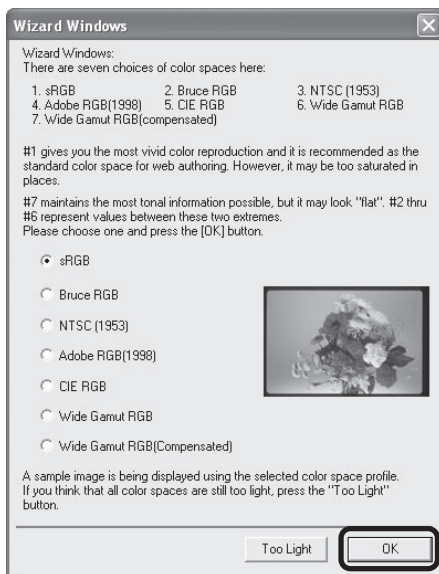 Wizard Windows
Wizard Windows:
There are seven choices of color spaces here:
1. sRGB 2. Bruce RGB 3. NTSC (1953)
4. Adobe RGB(1998) 5. CIE RGB 6. Wide Gamut RGB
7. Wide Gamut RGB(compensated)
#1 gives you the most vivid color reproduction and it is recommended as the
standard color space for web authoring. However, it may be too saturated in
places.
#7 maintains the most tonal information possible, but it may look "flat". #2 thru
#6 represent values between these two extremes.
Please choose one and press the [OK] button.
sRGB
Bruce RGB
NTSC (1953)
Adobe RGB(1998)
CIE RGB
Wide Gamut RGB
Wide Gamut RGB(Compensated)
A sample image is being displayed using the selected color space profile.
If you think that all color spaces are still too light, press the "Too Light"
button.
Too Light OK